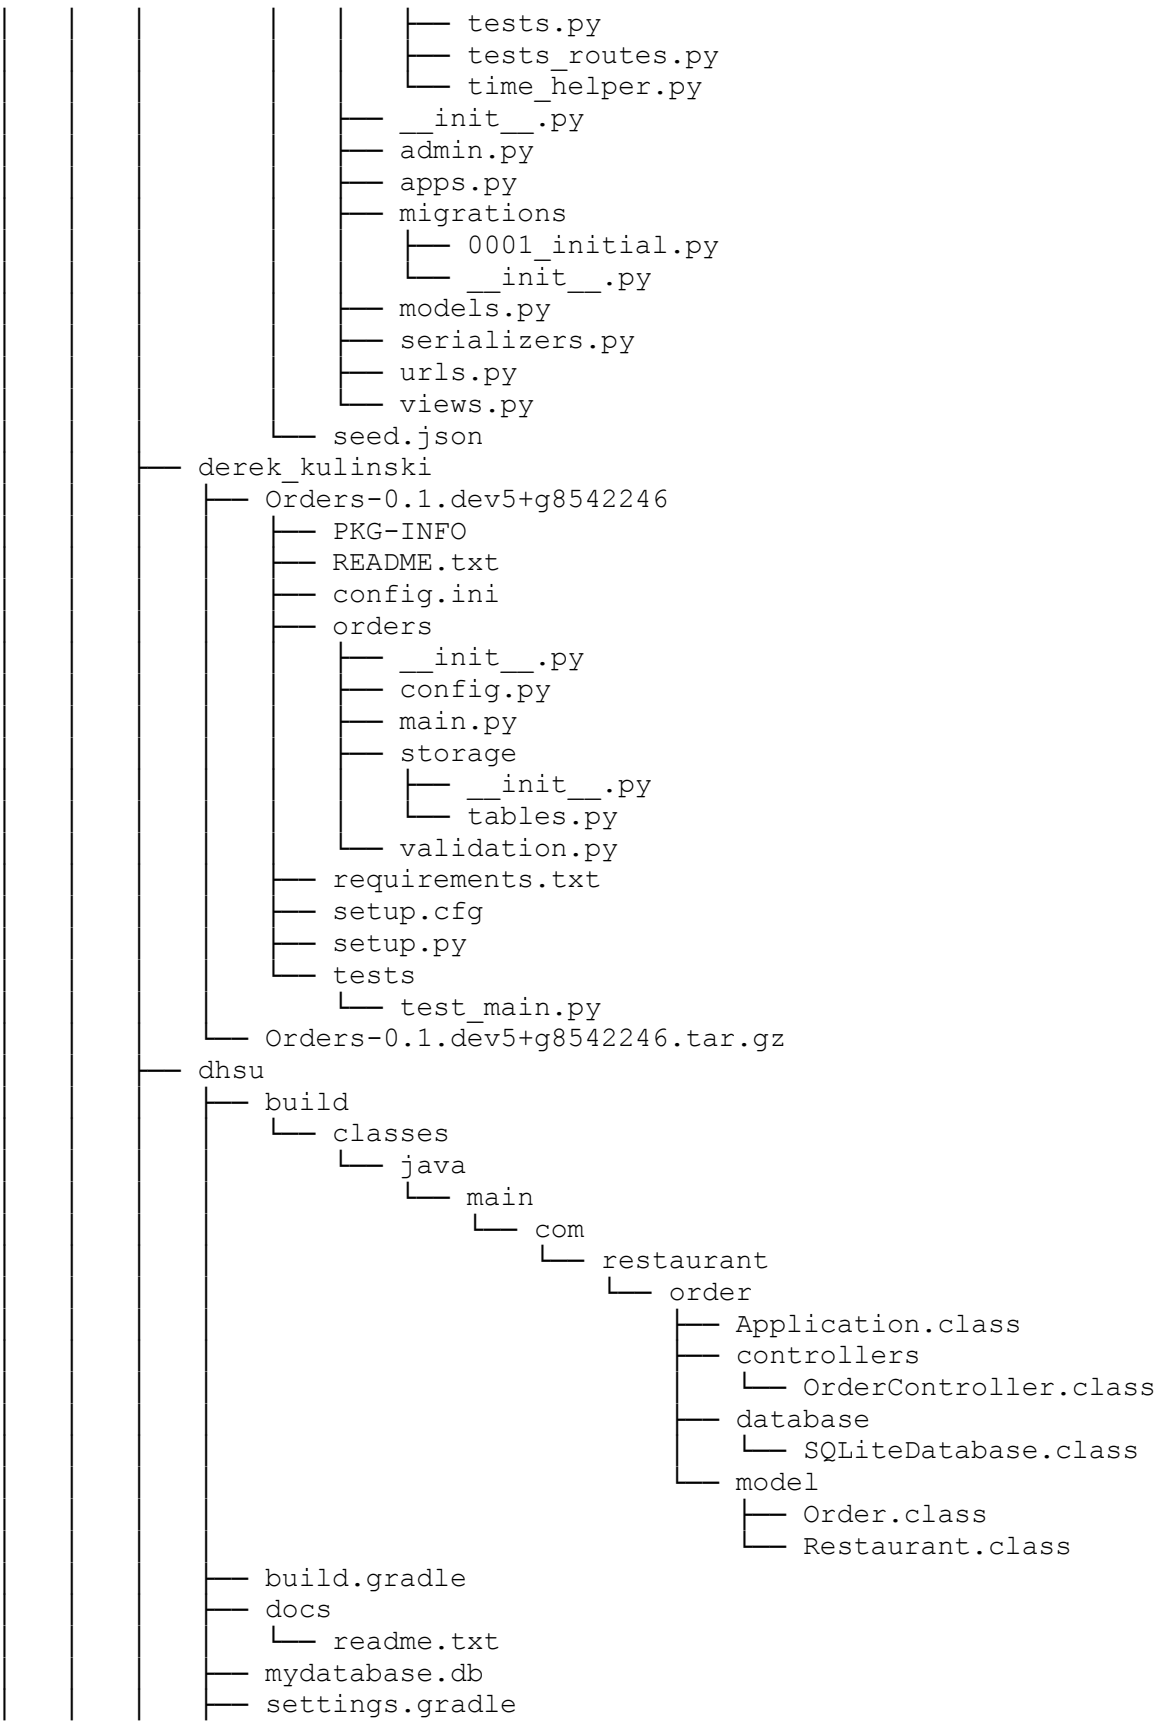 │   │   │       │   │   ├── tests.py
│   │   │       │   │   ├── tests_routes.py
│   │   │       │   │   └── time_helper.py
│   │   │       │   ├── __init__.py
│   │   │       │   ├── admin.py
│   │   │       │   ├── apps.py
│   │   │       │   ├── migrations
│   │   │       │   │   ├── 0001_initial.py
│   │   │       │   │   └── __init__.py
│   │   │       │   ├── models.py
│   │   │       │   ├── serializers.py
│   │   │       │   ├── urls.py
│   │   │       │   └── views.py
│   │   │       └── seed.json
│   │   ├── derek_kulinski
│   │   │   ├── Orders-0.1.dev5+g8542246
│   │   │   │   ├── PKG-INFO
│   │   │   │   ├── README.txt
│   │   │   │   ├── config.ini
│   │   │   │   ├── orders
│   │   │   │   │   ├── __init__.py
│   │   │   │   │   ├── config.py
│   │   │   │   │   ├── main.py
│   │   │   │   │   ├── storage
│   │   │   │   │   │   ├── __init__.py
│   │   │   │   │   │   └── tables.py
│   │   │   │   │   └── validation.py
│   │   │   │   ├── requirements.txt
│   │   │   │   ├── setup.cfg
│   │   │   │   ├── setup.py
│   │   │   │   └── tests
│   │   │   │       └── test_main.py
│   │   │   └── Orders-0.1.dev5+g8542246.tar.gz
│   │   ├── dhsu
│   │   │   ├── build
│   │   │   │   └── classes
│   │   │   │       └── java
│   │   │   │           └── main
│   │   │   │               └── com
│   │   │   │                   └── restaurant
│   │   │   │                       └── order
│   │   │   │                           ├── Application.class
│   │   │   │                           ├── controllers
│   │   │   │                           │   └── OrderController.class
│   │   │   │                           ├── database
│   │   │   │                           │   └── SQLiteDatabase.class
│   │   │   │                           └── model
│   │   │   │                               ├── Order.class
│   │   │   │                               └── Restaurant.class
│   │   │   ├── build.gradle
│   │   │   ├── docs
│   │   │   │   └── readme.txt
│   │   │   ├── mydatabase.db
│   │   │   ├── settings.gradle